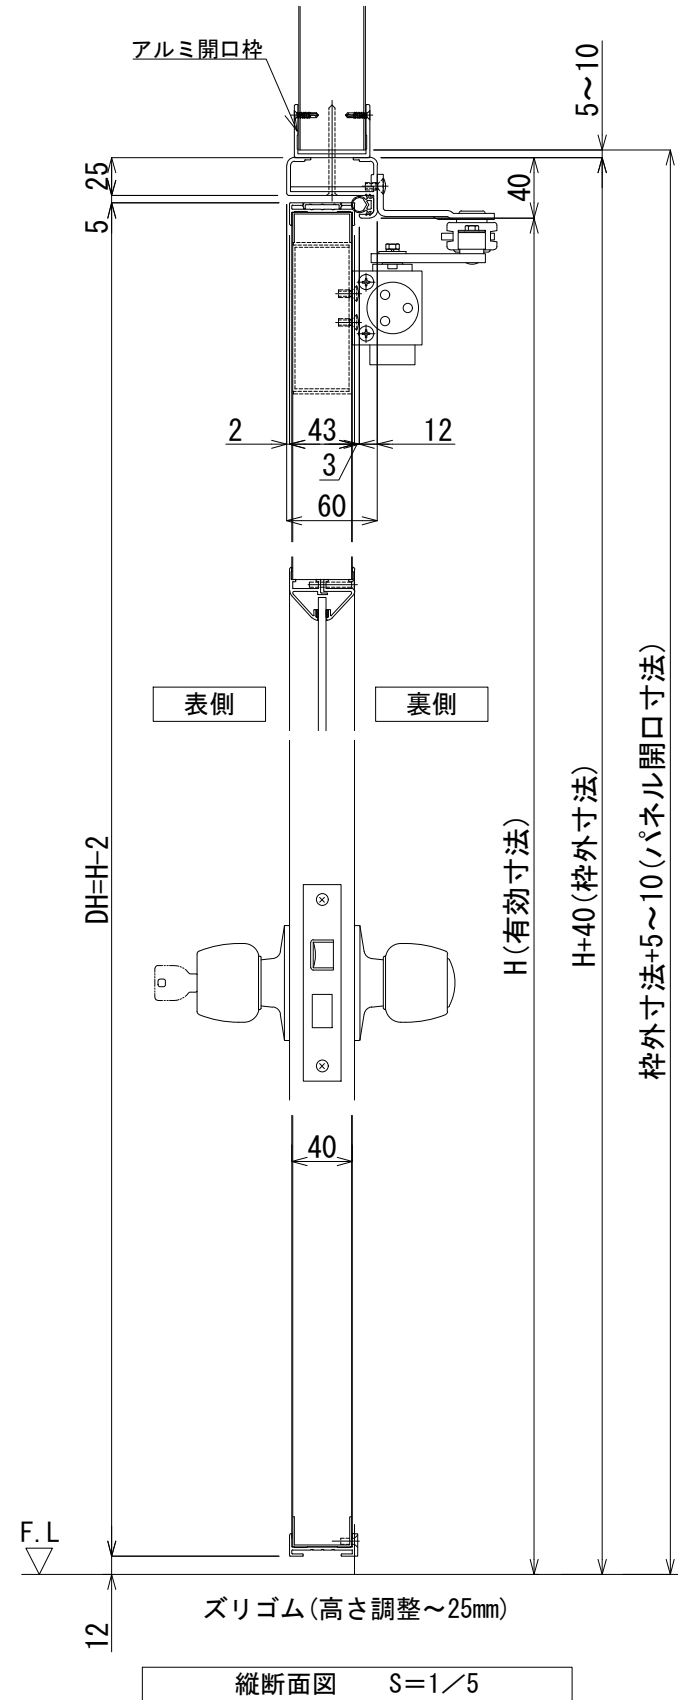 アルミ開口枠
5～10
25
5
40
2
43
12
3
60
表側
裏側
DH=H-2
H(有効寸法)
H+40(枠外寸法)
枠外寸法+5～10(パネル開口寸法)
40
F.L
12
ズリゴム(高さ調整～25mm)
縦断面図 S=1／5